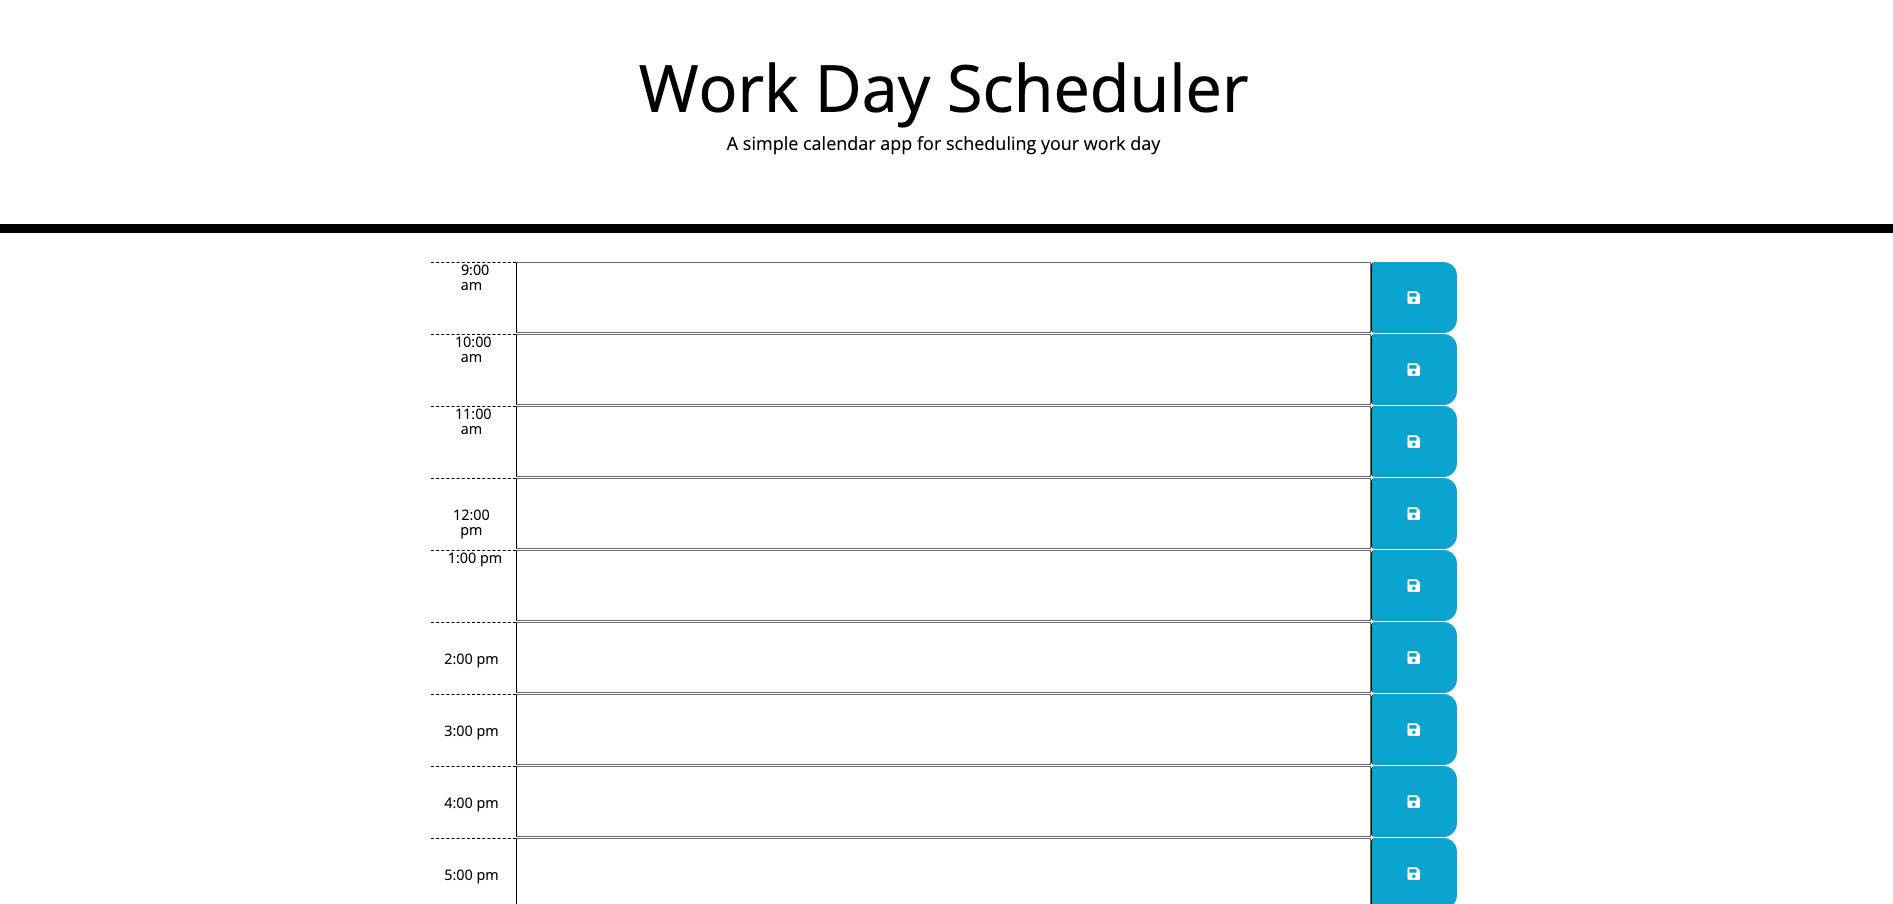 Work Day Scheduler
A simple calendar app for scheduling your work day
9:00
am
10:00
am
11:00
am
12:00
pm
1:00 pm
2:00 pm
3:00 pm
4:00 pm
5:00 pm